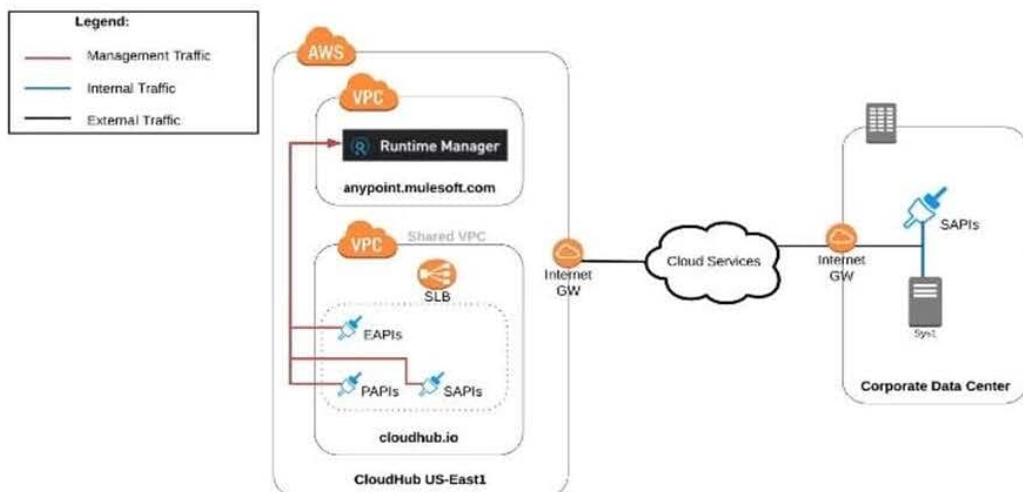 Legend:
Management Traffic
Internal Traffic
External Traffic
AWS
VPC
Runtime Manager
anypoint.mulesoft.com
VPC
Shared VPC
SLB
EAPIs
PAPIs
SAPIs
cloudhub.io
CloudHub US-East1
Internet
GW
Cloud Services
Internet
GW
SAPIs
Sys1
Corporate Data Center